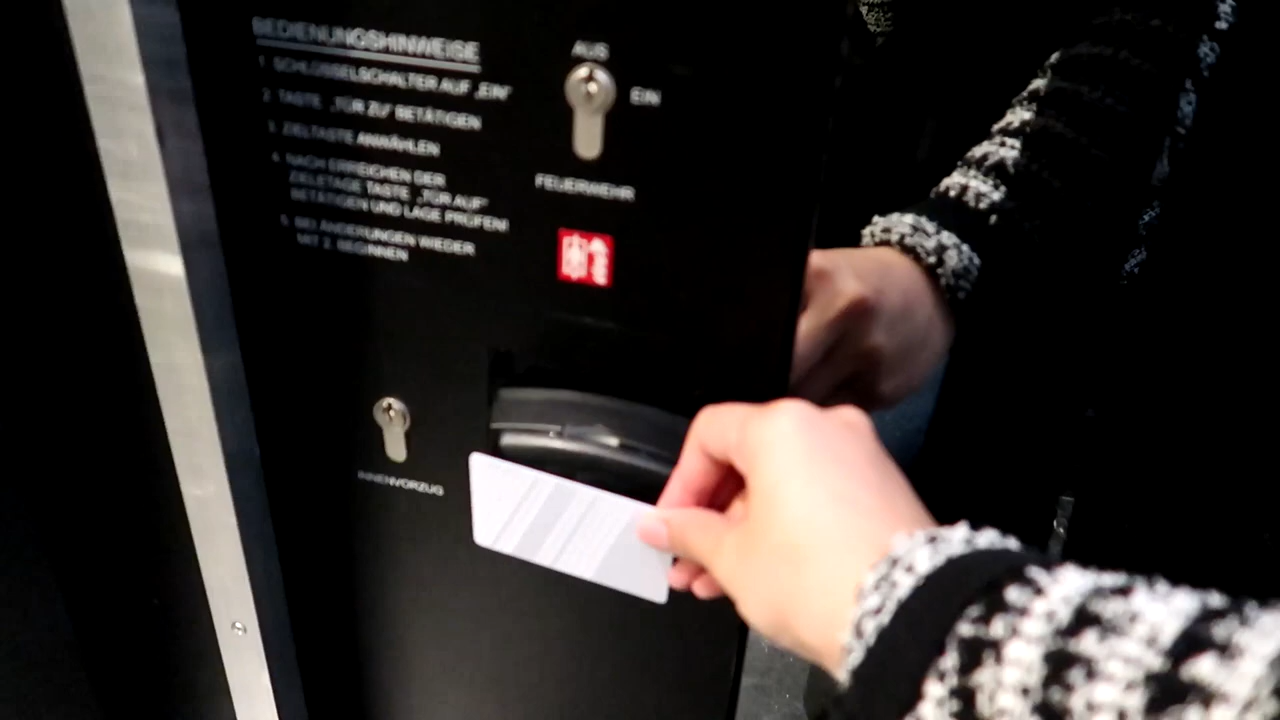 BEDIENUNGSHINWEISE
1. SCHLÜSSELSCHALTER AUF „EIN"
2. TASTE „TÜR ZU" BETÄTIGEN
3. ZIELTASTE ANWÄHLEN
4. NACH ERREICHEN DER
ZIELETAGE TASTE „TÜR AUF"
BETÄTIGEN UND LAGE PRÜFEN!
5. BEI ÄNDERUNGEN WIEDER
MIT 2. BEGINNEN
AUS
EIN
FEUERWEHR
INNENVORZUG